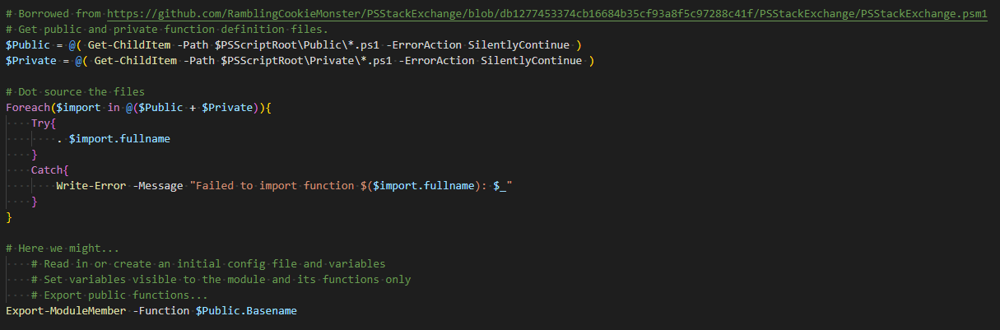 # Borrowed from https://github.com/RamblingCookieMonster/PSStackExchange/blob/db1277453374cb16684b35cf93a8f5c97288c41f/PSStackExchange/PSStackExchange.psm1
# Get public and private function definition files.
$Public = @( Get-ChildItem -Path $PSScriptRoot\Public\*.ps1 -ErrorAction SilentlyContinue )
$Private = @( Get-ChildItem -Path $PSScriptRoot\Private\*.ps1 -ErrorAction SilentlyContinue )

# Dot source the files
Foreach($import in @($Public + $Private)){
    Try{
        . $import.fullname
    }
    Catch{
        Write-Error -Message "Failed to import function $($import.fullname): $_"
    }
}

# Here we might...
    # Read in or create an initial config file and variables
    # Set variables visible to the module and its functions only
    # Export public functions...
Export-ModuleMember -Function $Public.Basename